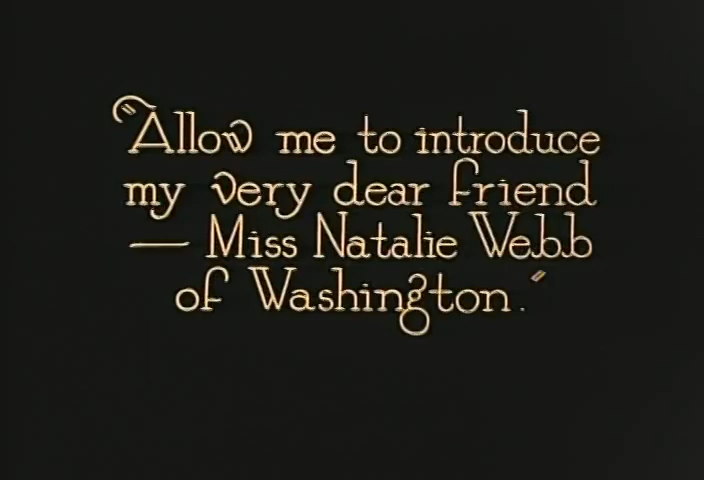 "Allow me to introduce
my very dear friend
— Miss Natalie Webb
of Washington."